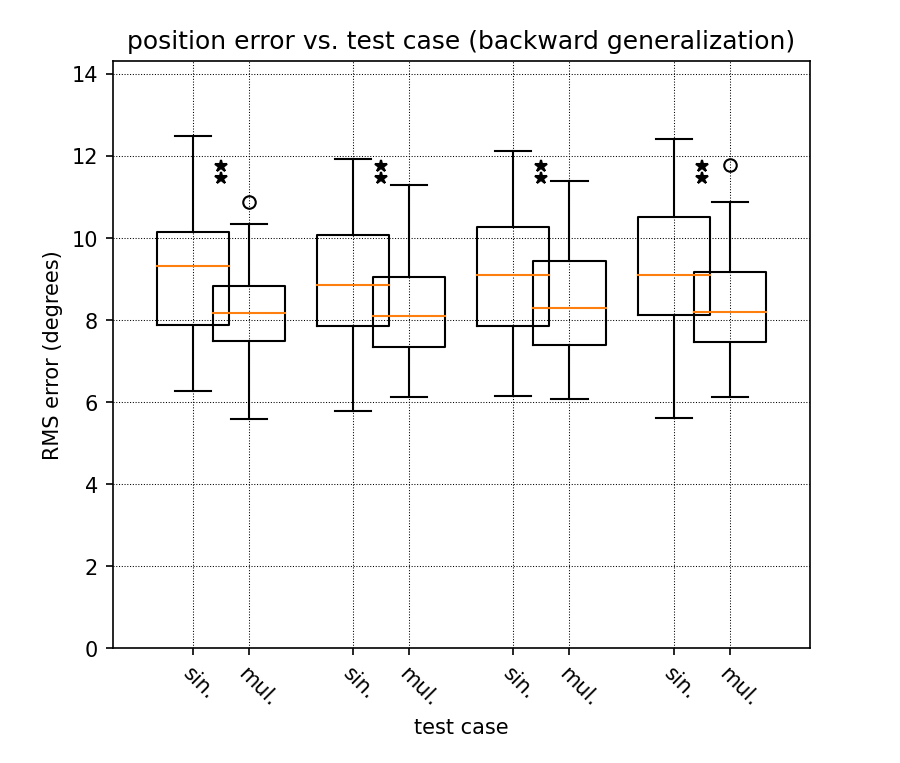 position error vs. test case (backward generalization)
14
12
10
8
6
4
2
0
RMS error (degrees)
sin. mul. sin. mul. sin. mul. sin. mul.
test case